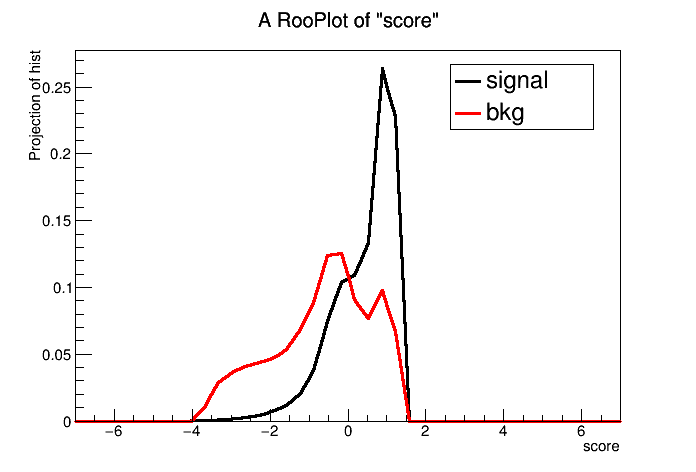 A RooPlot of "score"
Projection of hist
signal
bkg
0.25
0.2
0.15
0.1
0.05
0
−6
−4
−2
0
2
4
6
score